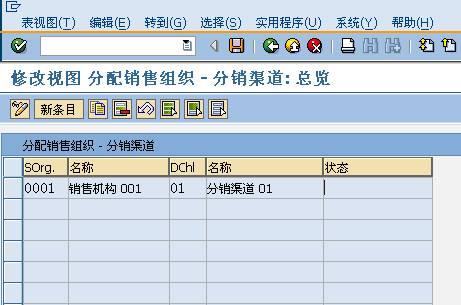 表视图(T) 编辑(E) 转到(G) 选择(S) 实用程序(U) 系统(Y) 帮助(H)
修改视图 分配销售组织 - 分销渠道: 总览
新条目
分配销售组织 - 分销渠道
SOrg. 名称 DChl 名称 状态
0001 销售机构 001 01 分销渠道 01